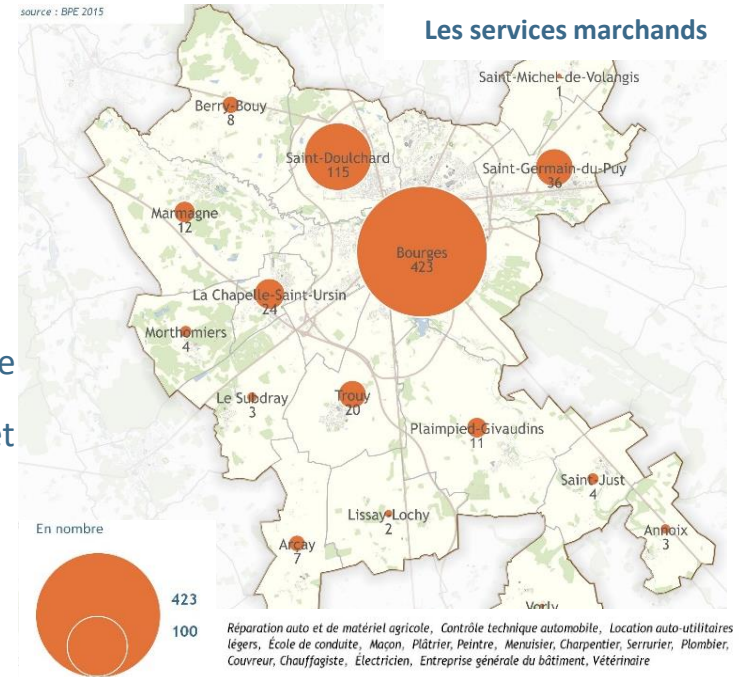 source : BPE 2015
Les services marchands
Saint-Michel-de-Volangis
1
Berry-Bouy
8
Saint-Doulchard
115
Saint-Germain-du-Puy
36
Marmagne
12
Bourges
423
La Chapelle-Saint-Ursin
24
Morthomiers
4
e
Le Subdray
3
Trouy
20
et
Plaimpied-Givaudins
11
Saint-Just
4
Lissay-Lochy
2
Annoix
3
En nombre
Arçay
7
423
100
Vorly
Réparation auto et de matériel agricole, Contrôle technique automobile, Location auto-utilitaires
légers, École de conduite, Maçon, Plâtrier, Peintre, Menuisier, Charpentier, Serrurier, Plombier,
Couvreur, Chauffagiste, Électricien, Entreprise générale du bâtiment, Vétérinaire